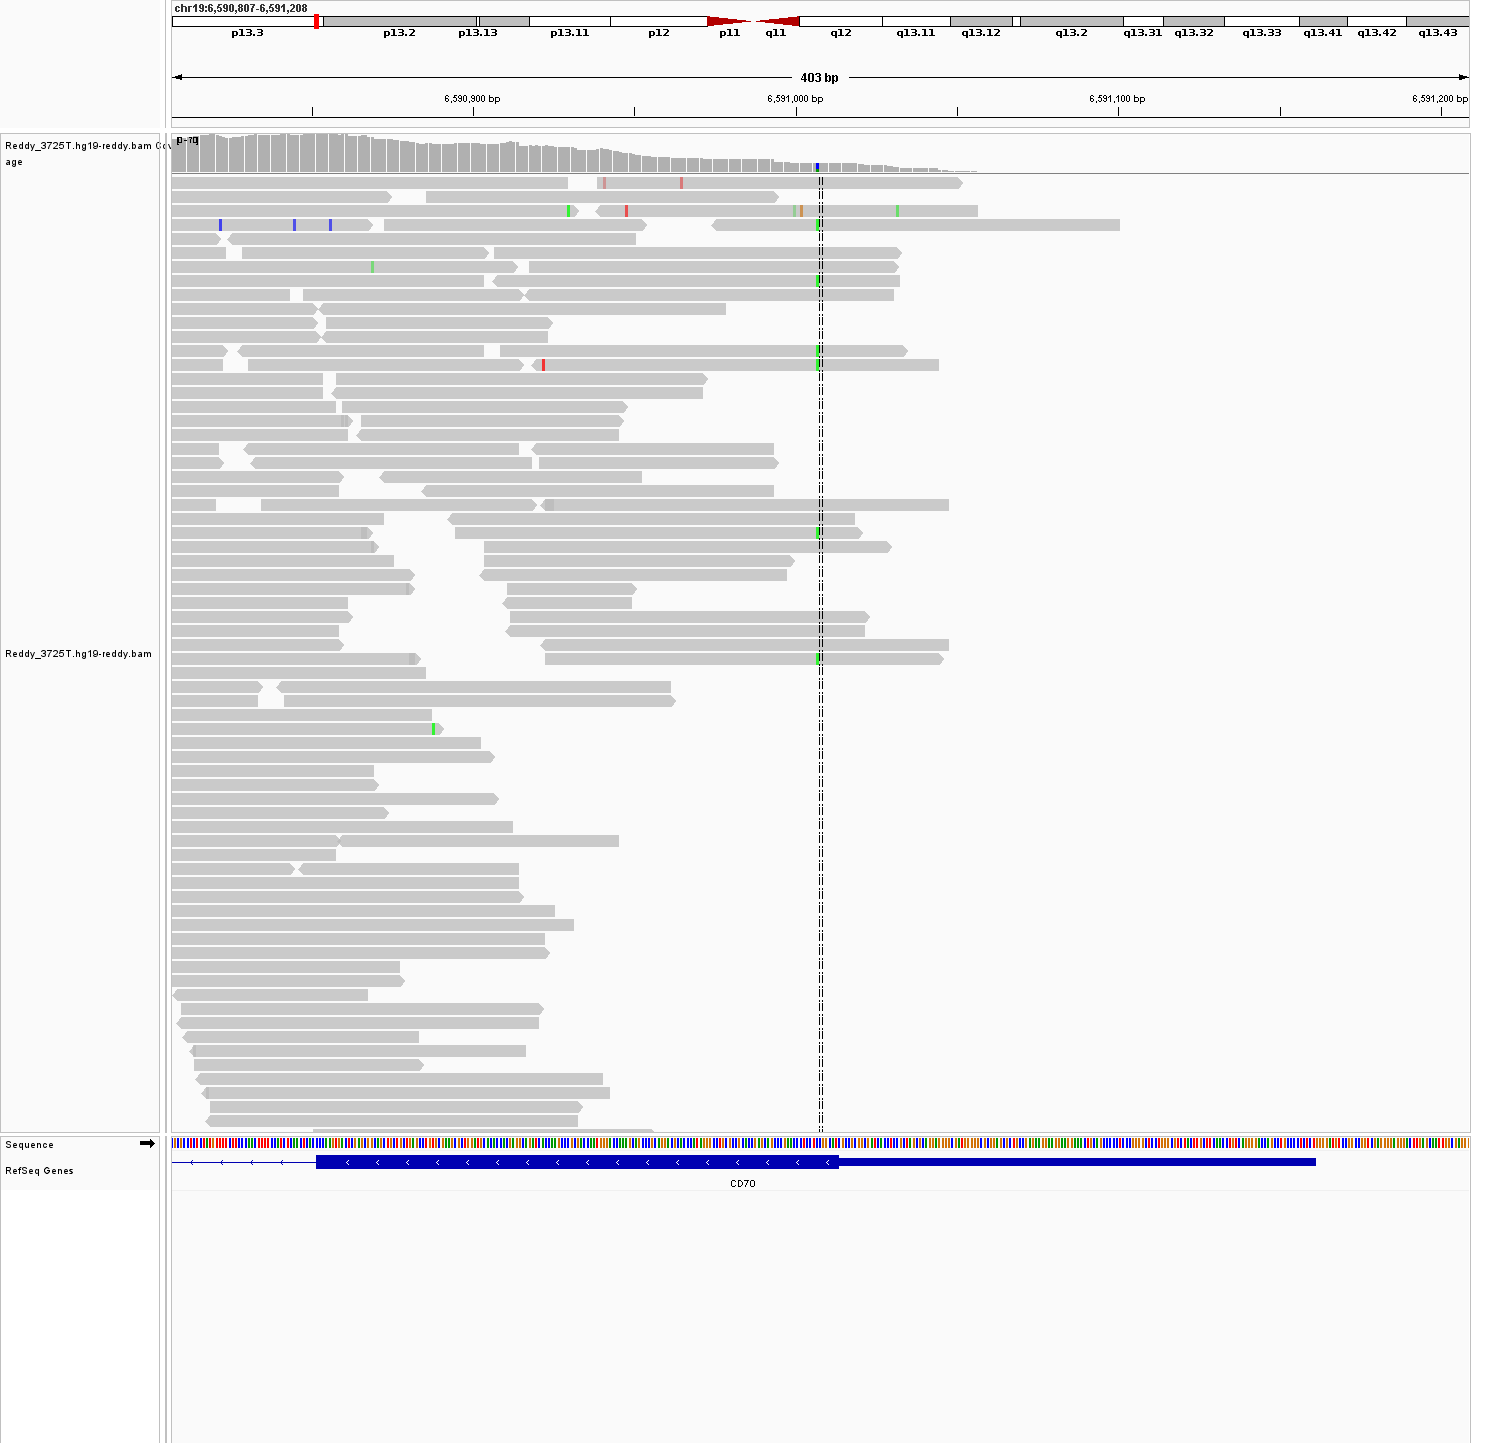 chr19:6,590,807-6,591,208
p13.3 p13.2 p13.13 p13.11 p12 p11 q11 q12 q13.11 q13.12 q13.2 q13.31 q13.32 q13.33 q13.41 q13.42 q13.43
403 bp
6,590,900 bp 6,591,000 bp 6,591,100 bp 6,591,200 bp
[0 - 70]
Reddy_3725T.hg19-reddy.bam Cov
age
Reddy_3725T.hg19-reddy.bam
Sequence
RefSeq Genes
CD70